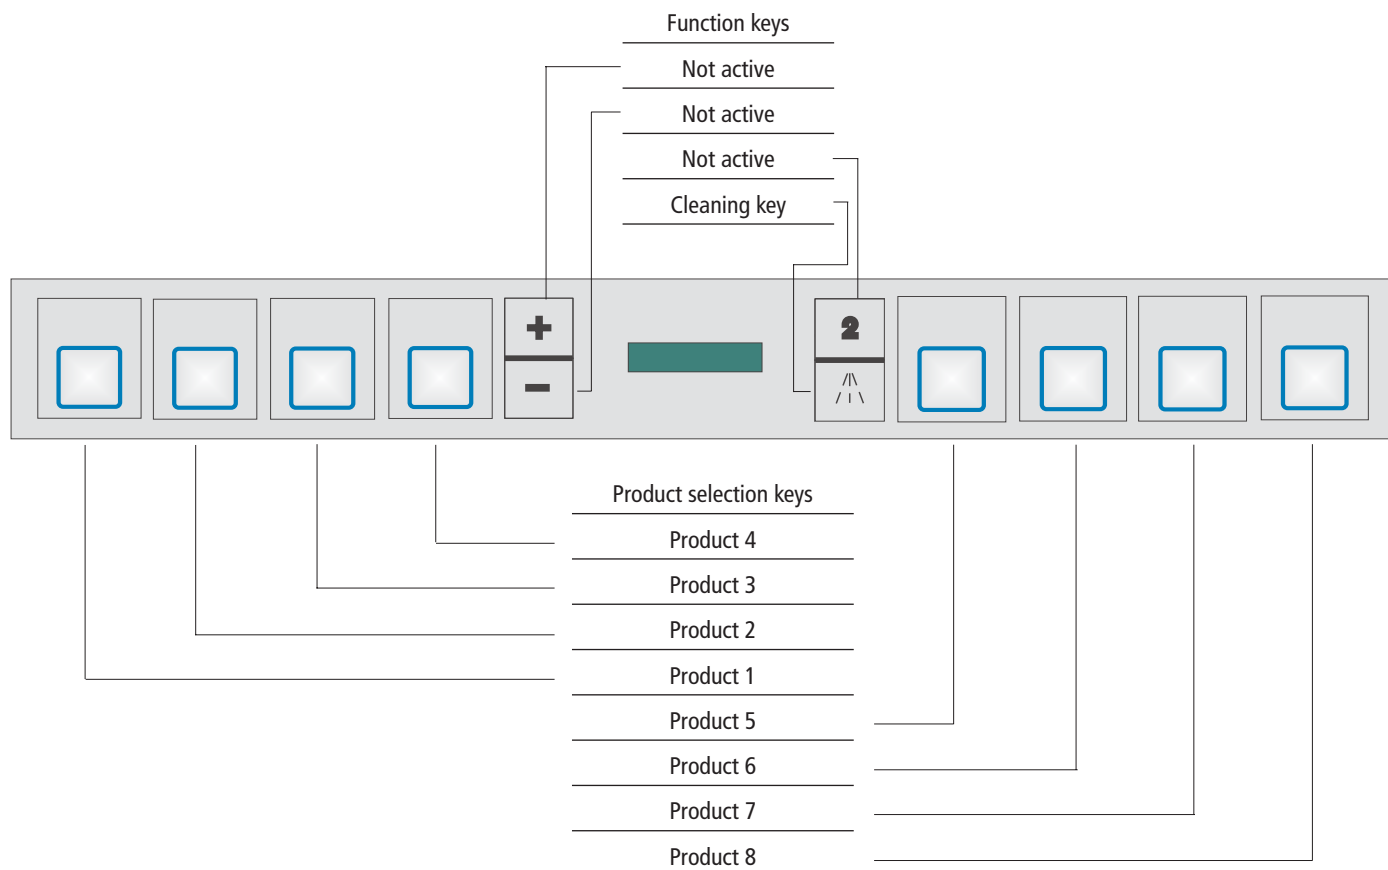 Function keys
Not active
Not active
Not active
Cleaning key
+
2
-
Product selection keys
Product 4
Product 3
Product 2
Product 1
Product 5
Product 6
Product 7
Product 8